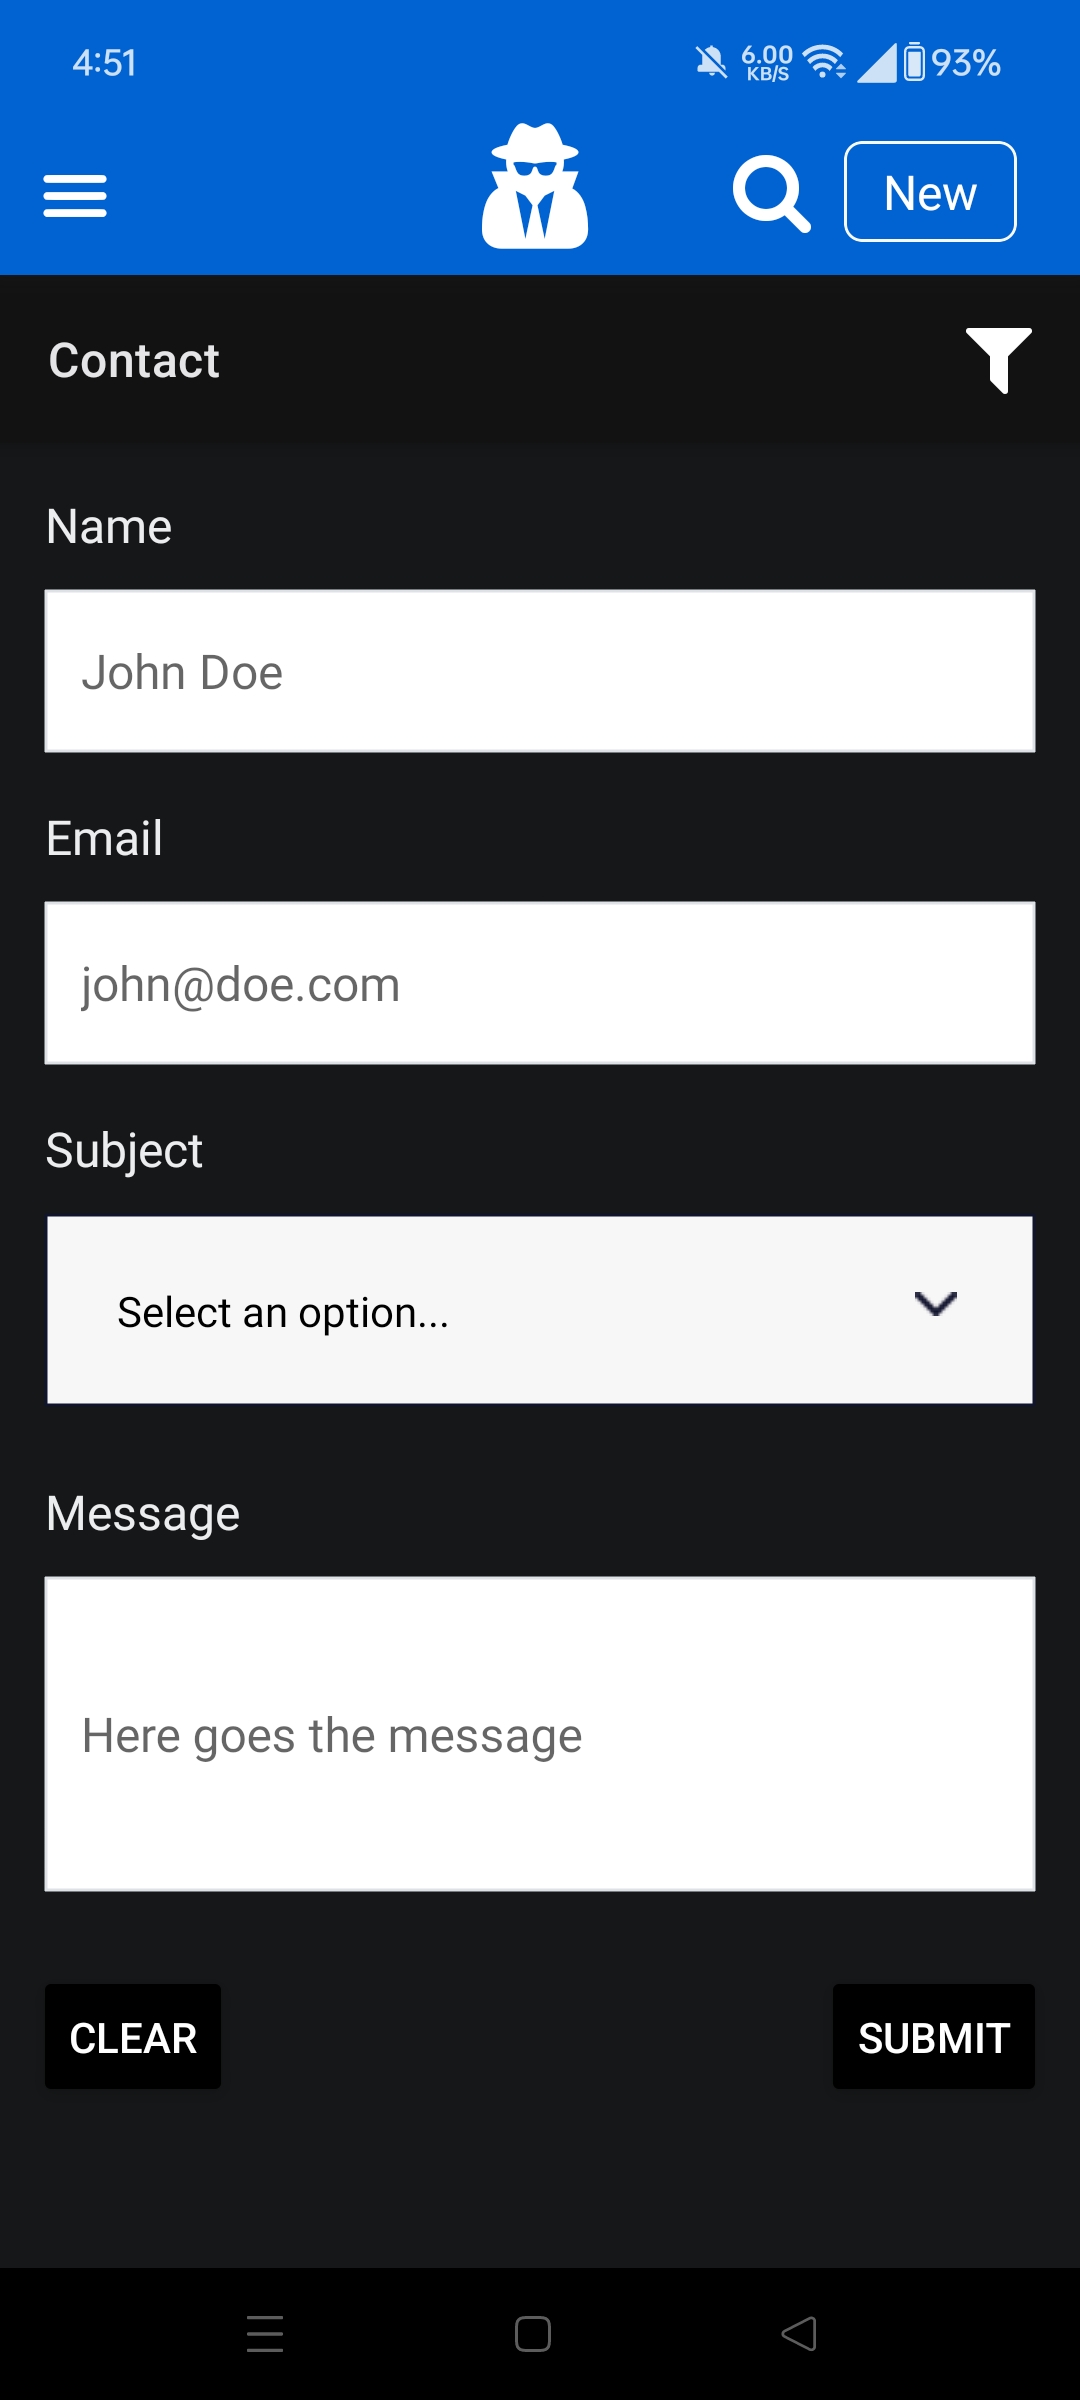 4:51
6.00
KB/S
93%
New
Contact
Name
John Doe
Email
john@doe.com
Subject
Select an option...
Message
Here goes the message
CLEAR
SUBMIT